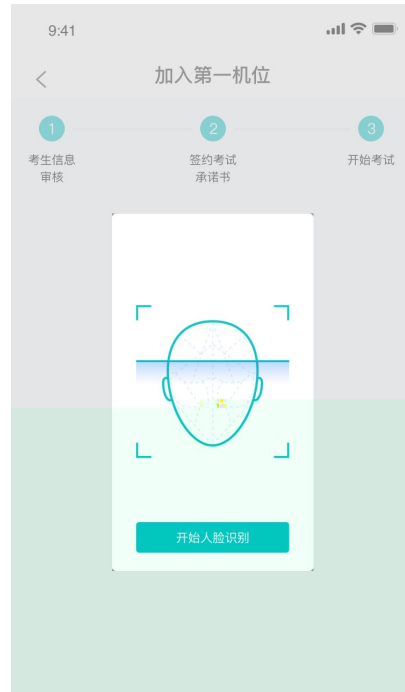 9:41
加入第一机位
1
2
3
考生信息
审核
签约考试
承诺书
开始考试
开始人脸识别